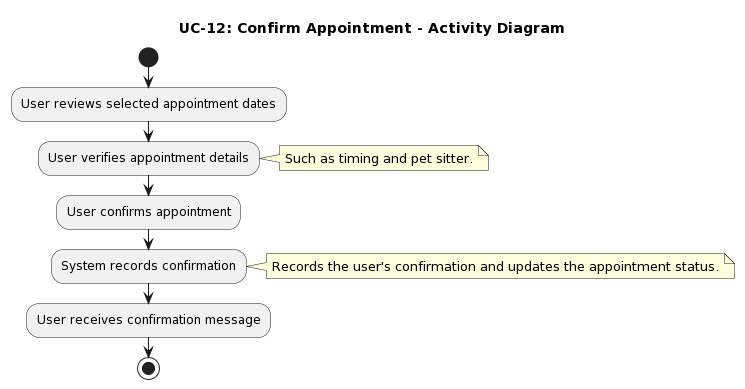 UC-12: Confirm Appointment - Activity Diagram
User reviews selected appointment dates
User verifies appointment details
Such as timing and pet sitter.
User confirms appointment
System records confirmation
Records the user's confirmation and updates the appointment status.
User receives confirmation message